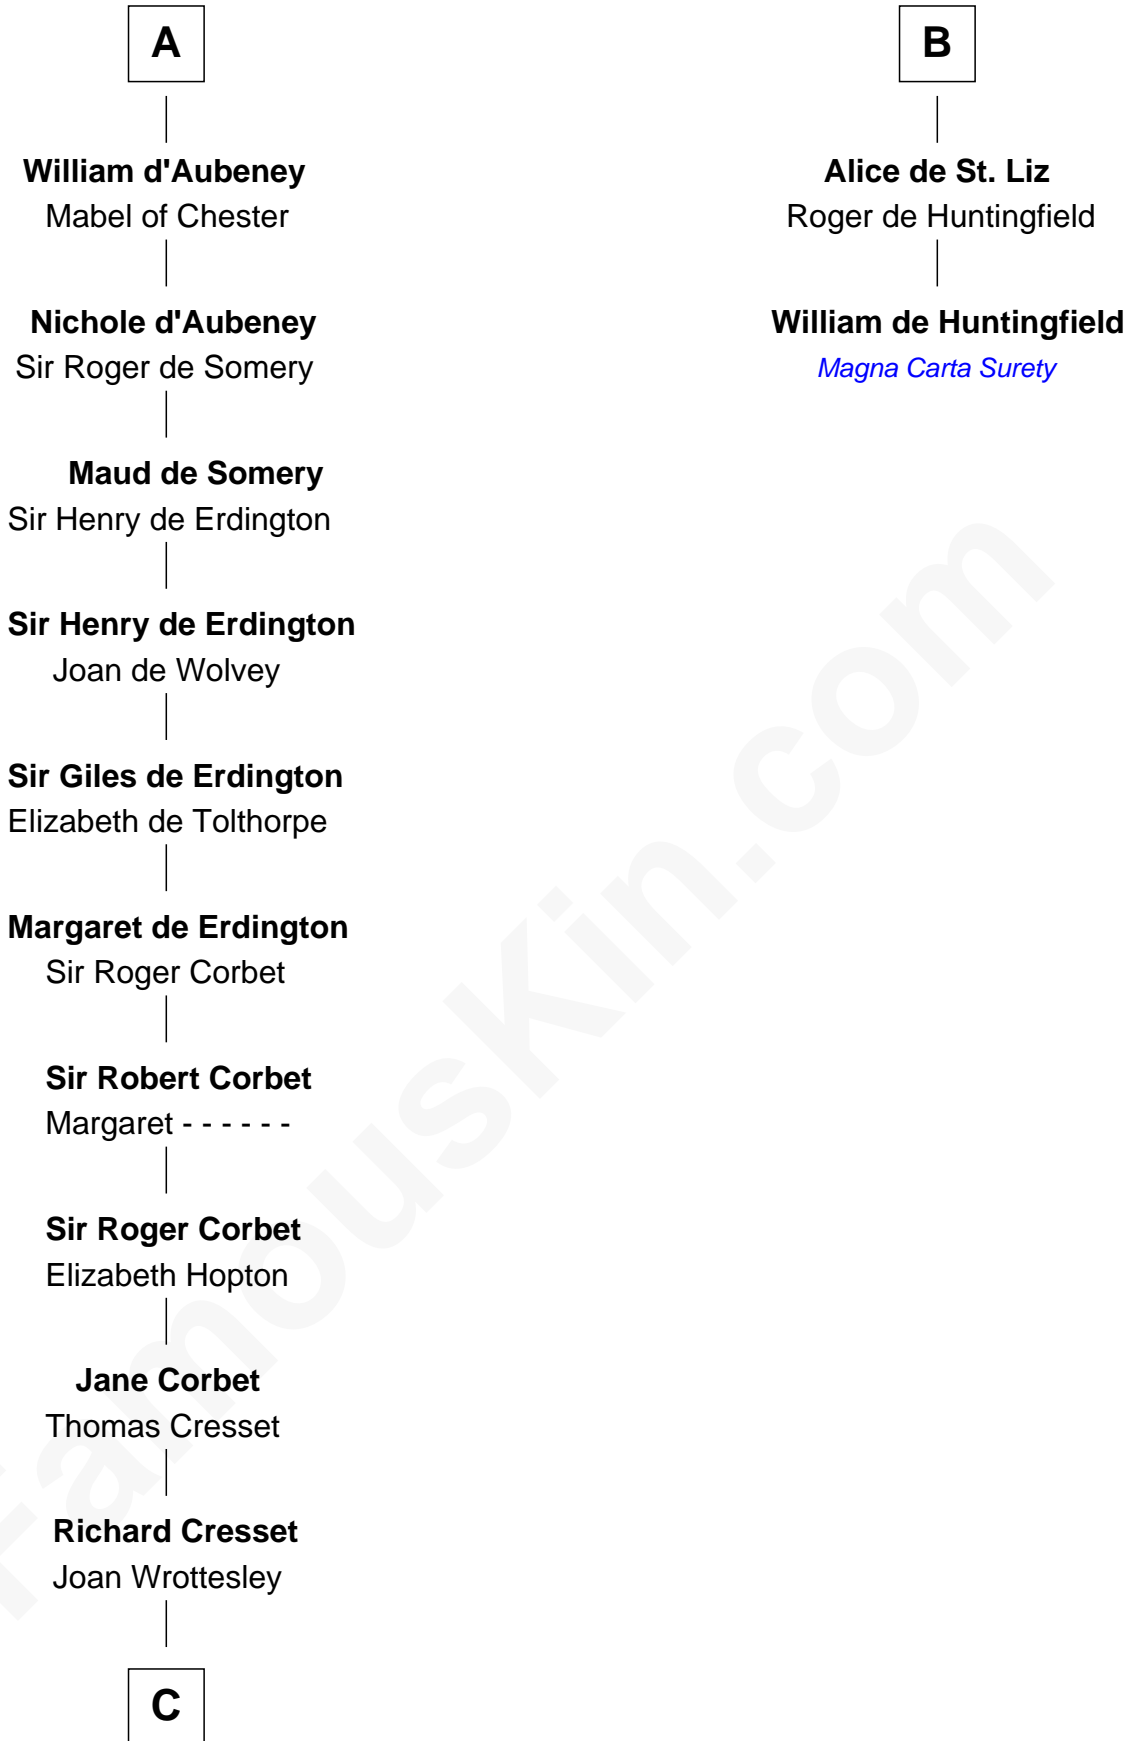 A
William d'Aubeney
Mabel of Chester
Nichole d'Aubeney
Sir Roger de Somery
Maud de Somery
Sir Henry de Erdington
Sir Henry de Erdington
Joan de Wolvey
Sir Giles de Erdington
Elizabeth de Tolthorpe
Margaret de Erdington
Sir Roger Corbet
Sir Robert Corbet
Margaret - - - - - -
Sir Roger Corbet
Elizabeth Hopton
Jane Corbet
Thomas Cresset
Richard Cresset
Joan Wrottesley
C
B
Alice de St. Liz
Roger de Huntingfield
William de Huntingfield
Magna Carta Surety
FamousKin.com